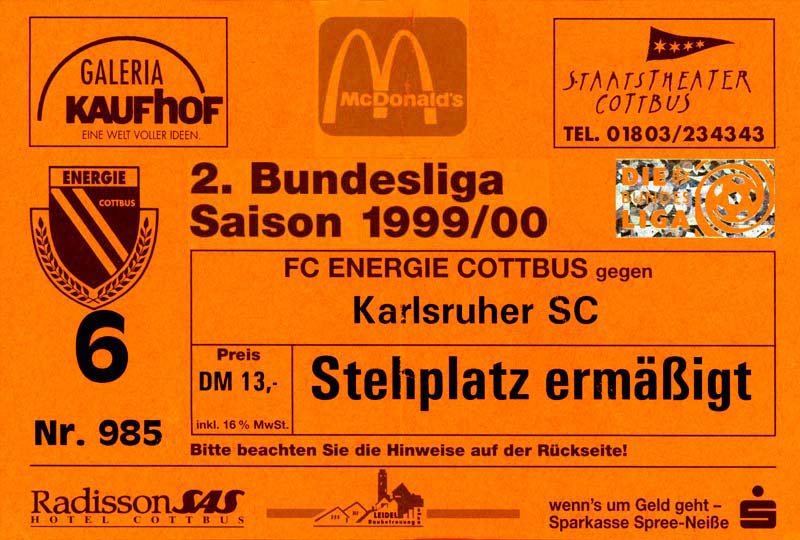 GALERIA
KAUFHOF
EINE WELT VOLLER IDEEN.
McDonald's
STAATSTHEATER
COTTBUS
TEL. 01803/234343
ENERGIE
COTTBUS
2. Bundesliga
Saison 1999/00
DIE
BUNDES
LIGA
FC ENERGIE COTTBUS gegen
Karlsruher SC
6
Preis
DM 13,-
inkl. 16 % MwSt.
Stehplatz ermäßigt
Nr. 985
Bitte beachten Sie die Hinweise auf der Rückseite!
Radisson SAS
HOTEL COTTBUS
LEIDEL
Baubetreuung
wenn's um Geld geht –
Sparkasse Spree-Neiße